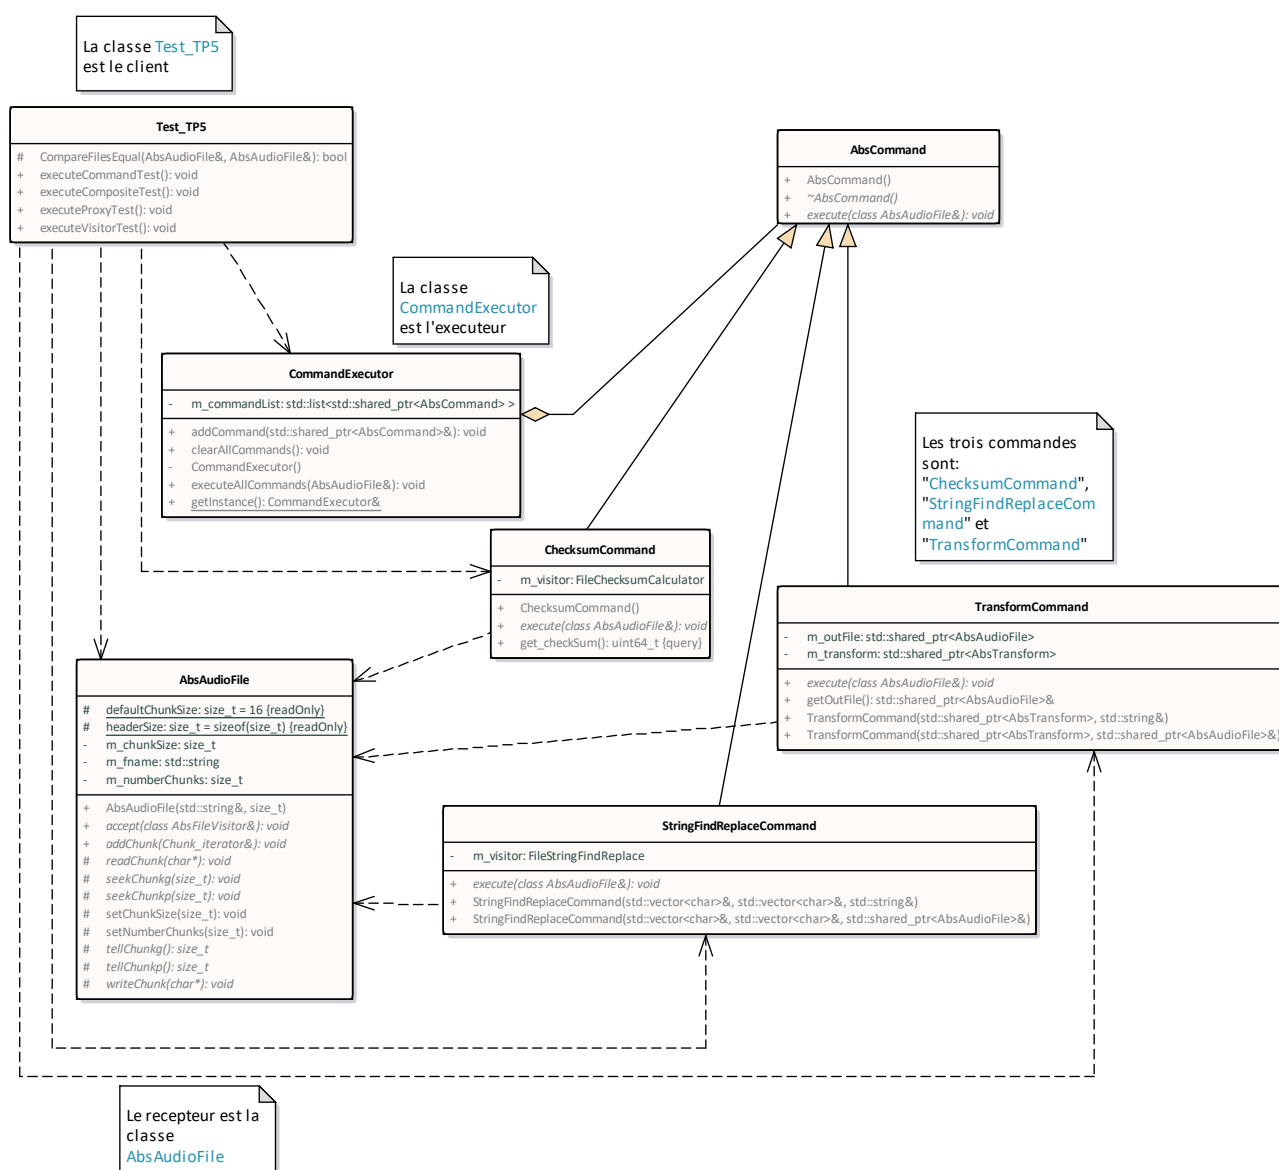 La classe Test_TP5
est le client
Test_TP5
# CompareFilesEqual(AbsAudioFile&, AbsAudioFile&): bool
+ executeCommandTest(): void
+ executeCompositeTest(): void
+ executeProxyTest(): void
+ executeVisitorTest(): void
AbsCommand
+ AbsCommand()
+ ~AbsCommand()
+ execute(class AbsAudioFile&): void
La classe
CommandExecutor
est l'executeur
CommandExecutor
- m_commandList: std::list<std::shared_ptr<AbsCommand> >
+ addCommand(std::shared_ptr<AbsCommand>&): void
+ clearAllCommands(): void
- CommandExecutor()
+ executeAllCommands(AbsAudioFile&): void
+ getInstance(): CommandExecutor&
Les trois commandes
sont:
"ChecksumCommand",
"StringFindReplaceCom
mand" et
"TransformCommand"
ChecksumCommand
- m_visitor: FileChecksumCalculator
+ ChecksumCommand()
+ execute(class AbsAudioFile&): void
+ get_checkSum(): uint64_t {query}
TransformCommand
- m_outFile: std::shared_ptr<AbsAudioFile>
- m_transform: std::shared_ptr<AbsTransform>
+ execute(class AbsAudioFile&): void
+ getOutFile(): std::shared_ptr<AbsAudioFile>&
+ TransformCommand(std::shared_ptr<AbsTransform>, std::string&)
+ TransformCommand(std::shared_ptr<AbsTransform>, std::shared_ptr<AbsAudioFile>&)
AbsAudioFile
# defaultChunkSize: size_t = 16 {readOnly}
# headerSize: size_t = sizeof(size_t) {readOnly}
- m_chunkSize: size_t
- m_fname: std::string
- m_numberChunks: size_t
+ AbsAudioFile(std::string&, size_t)
+ accept(class AbsFileVisitor&): void
+ addChunk(Chunk_iterator&): void
# readChunk(char*): void
# seekChunkg(size_t): void
# seekChunkp(size_t): void
# setChunkSize(size_t): void
# setNumberChunks(size_t): void
# tellChunkg(): size_t
# tellChunkp(): size_t
# writeChunk(char*): void
StringFindReplaceCommand
- m_visitor: FileStringFindReplace
+ execute(class AbsAudioFile&): void
+ StringFindReplaceCommand(std::vector<char>&, std::vector<char>&, std::string&)
+ StringFindReplaceCommand(std::vector<char>&, std::vector<char>&, std::shared_ptr<AbsAudioFile>&)
Le recepteur est la
classe
AbsAudioFile